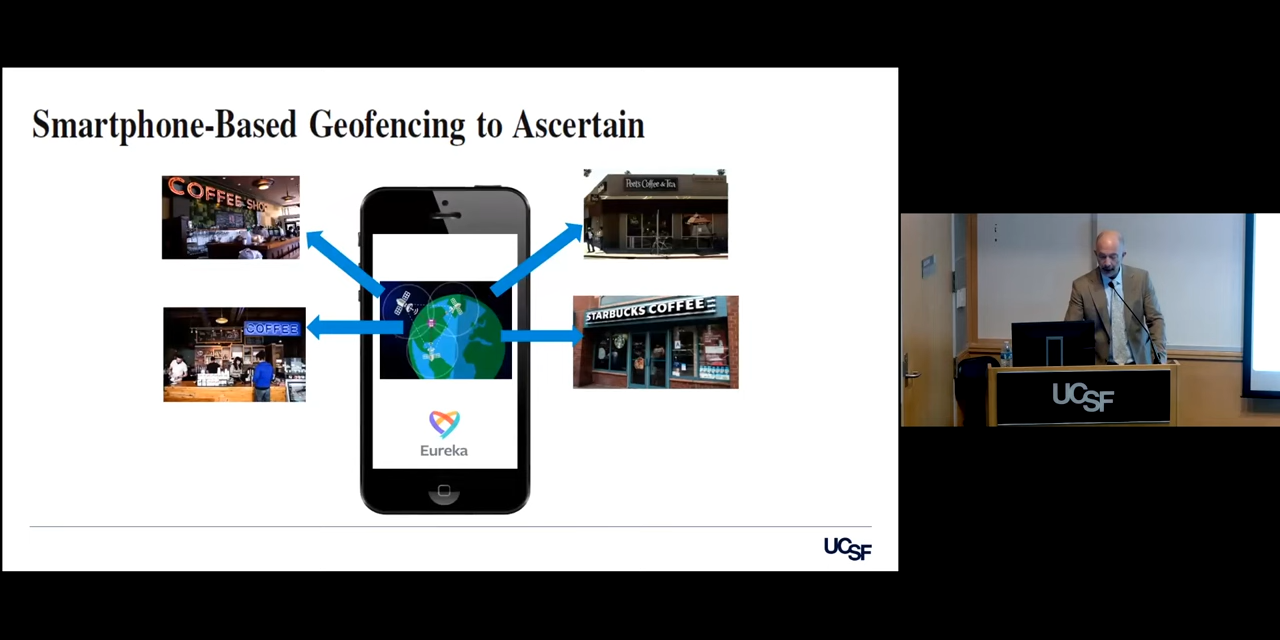 Smartphone-Based Geofencing to Ascertain
COFFEE SHOP
Peet's Coffee & Tea
COFFEE
STARBUCKS COFFEE
Eureka
UCSF
UCSF